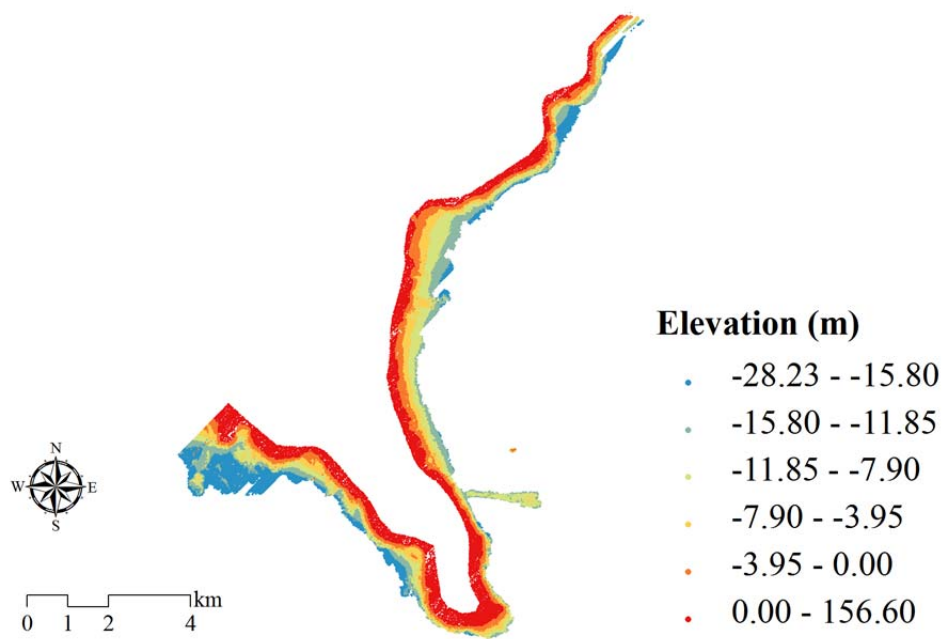 Elevation (m)
-28.23 - -15.80
-15.80 - -11.85
-11.85 - -7.90
-7.90 - -3.95
-3.95 - 0.00
0.00 - 156.60
N
W E
S
km
0 1 2 4